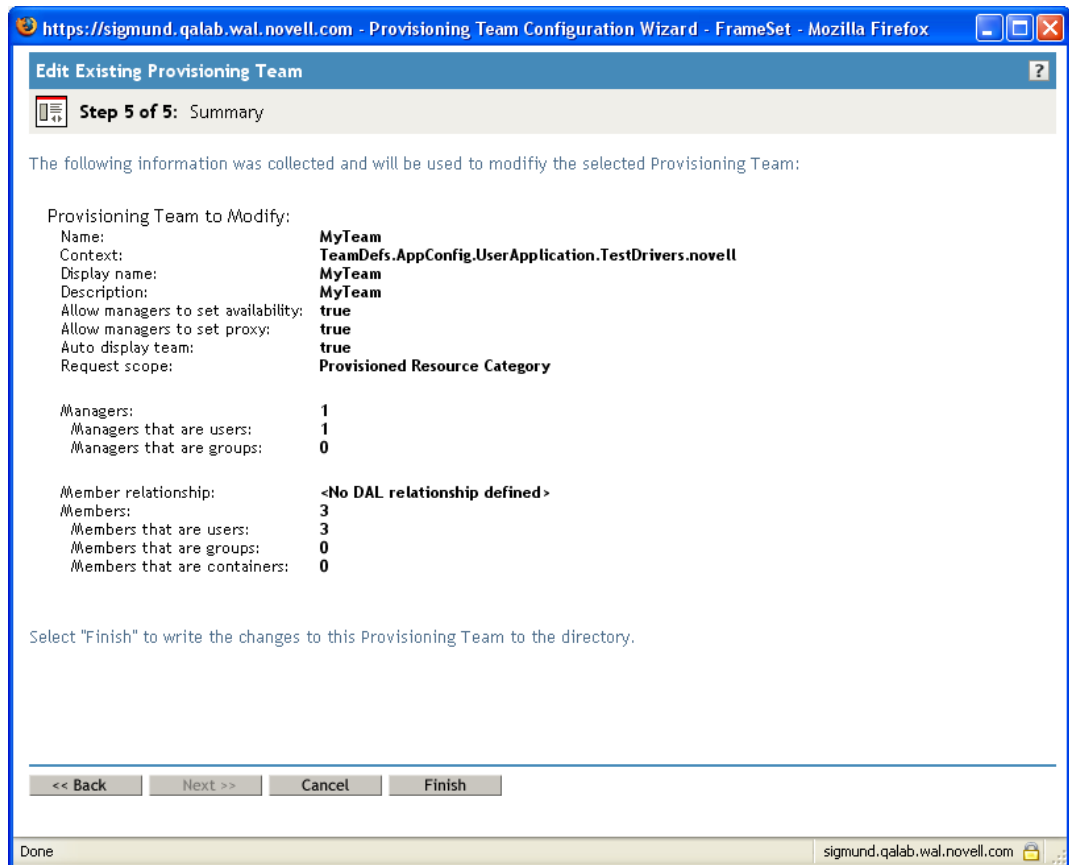 https://sigmund.qalab.wal.novell.com - Provisioning Team Configuration Wizard - FrameSet - Mozilla Firefox
Edit Existing Provisioning Team ?
Step 5 of 5: Summary
The following information was collected and will be used to modifiy the selected Provisioning Team:
Provisioning Team to Modify:
Name: MyTeam
Context: TeamDefs.AppConfig.UserApplication.TestDrivers.novell
Display name: MyTeam
Description: MyTeam
Allow managers to set availability: true
Allow managers to set proxy: true
Auto display team: true
Request scope: Provisioned Resource Category
Managers: 1
Managers that are users: 1
Managers that are groups: 0
Member relationship: <No DAL relationship defined>
Members: 3
Members that are users: 3
Members that are groups: 0
Members that are containers: 0
Select "Finish" to write the changes to this Provisioning Team to the directory.
<< Back Next >> Cancel Finish
Done sigmund.qalab.wal.novell.com